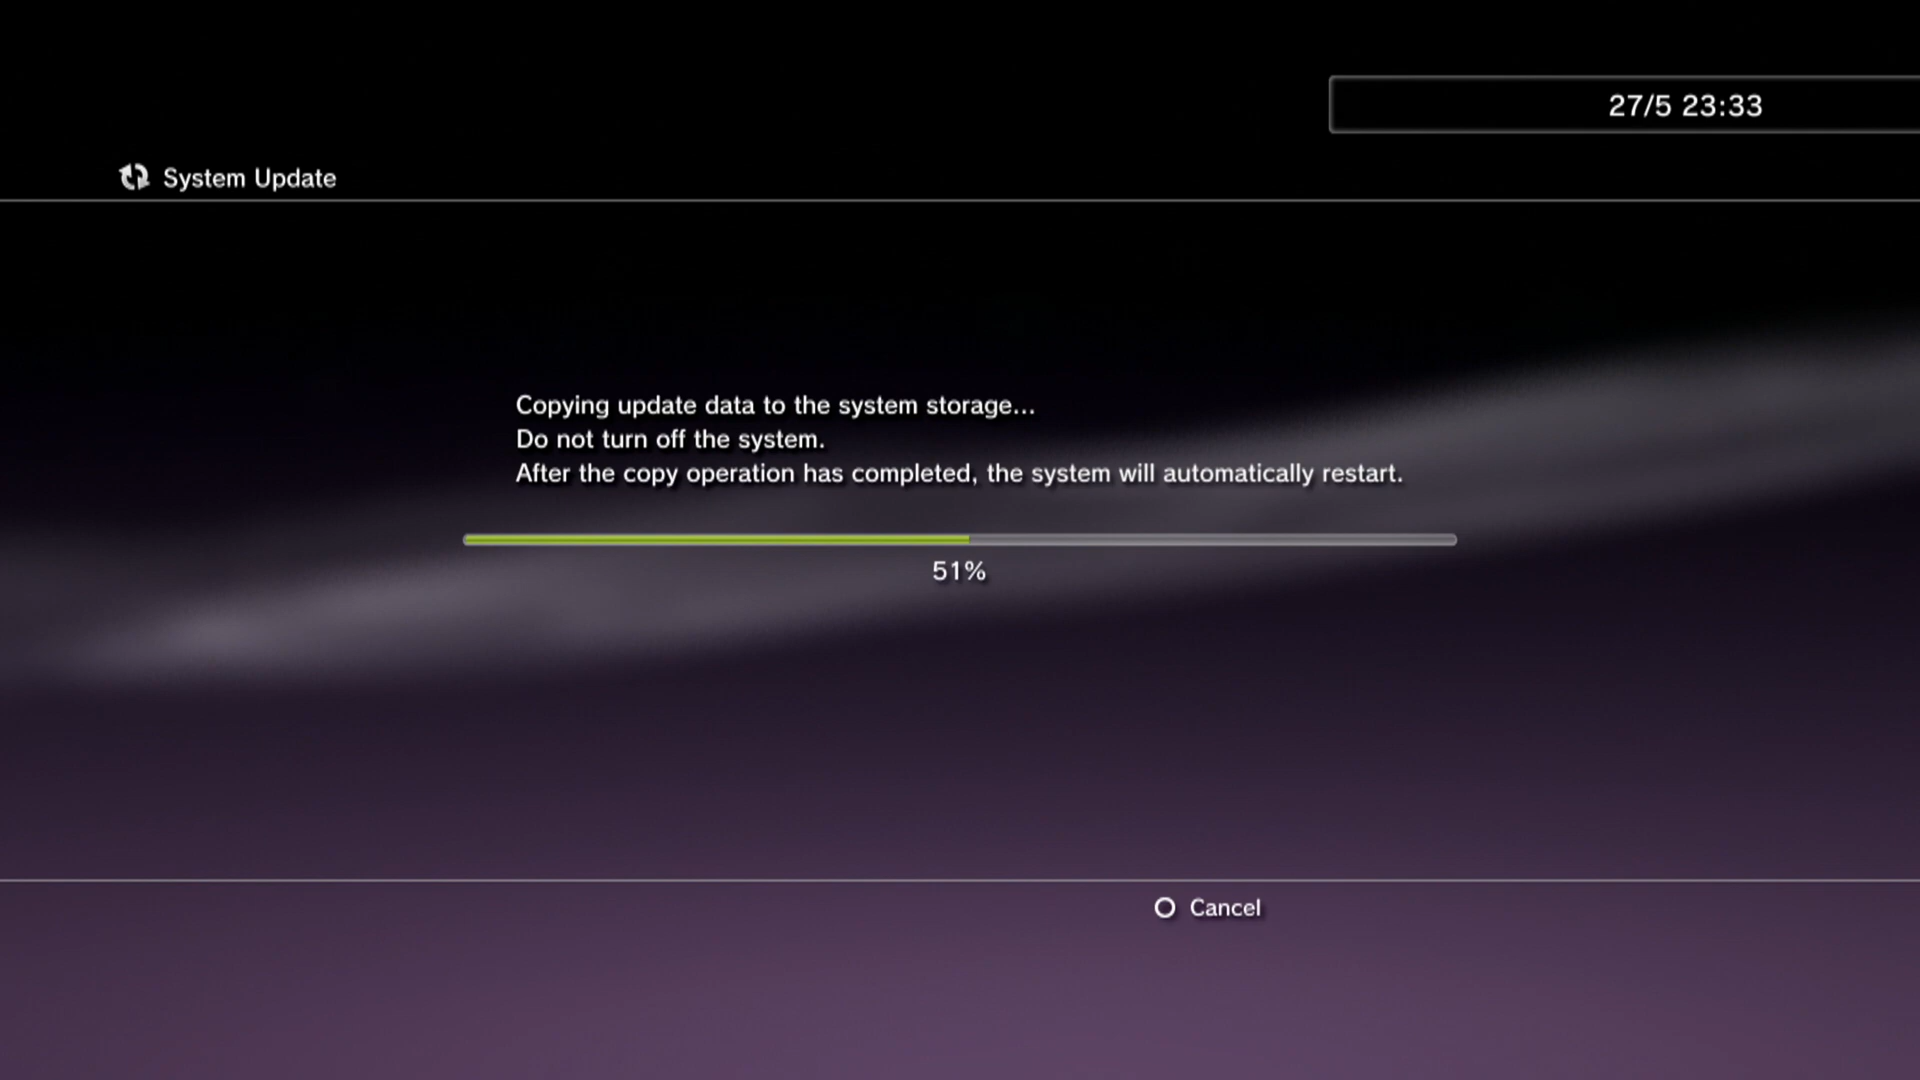 27/5 23:33
System Update
Copying update data to the system storage...
Do not turn off the system.
After the copy operation has completed, the system will automatically restart.
51%
Cancel